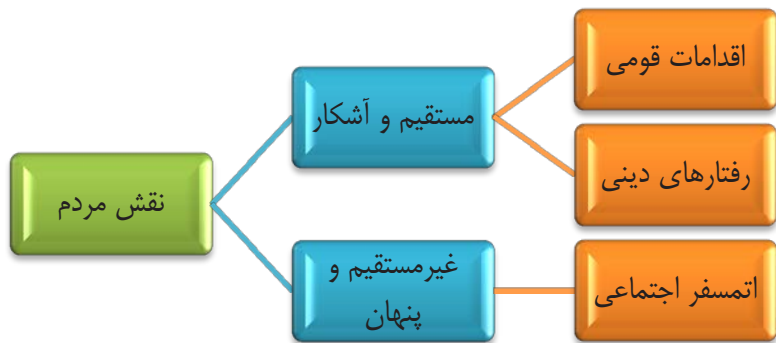 نقش مردم
مستقیم و آشکار
اقدامات قومی
رفتارهای دینی
غیرمستقیم و
پنهان
اتمسفر اجتماعی